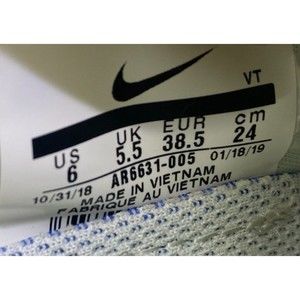 VT
US UK EUR cm
6 5.5 38.5 24
10/31/18 AR6631-005 01/18/19
MADE IN VIETNAM
FABRIQUE AU VIETNAM